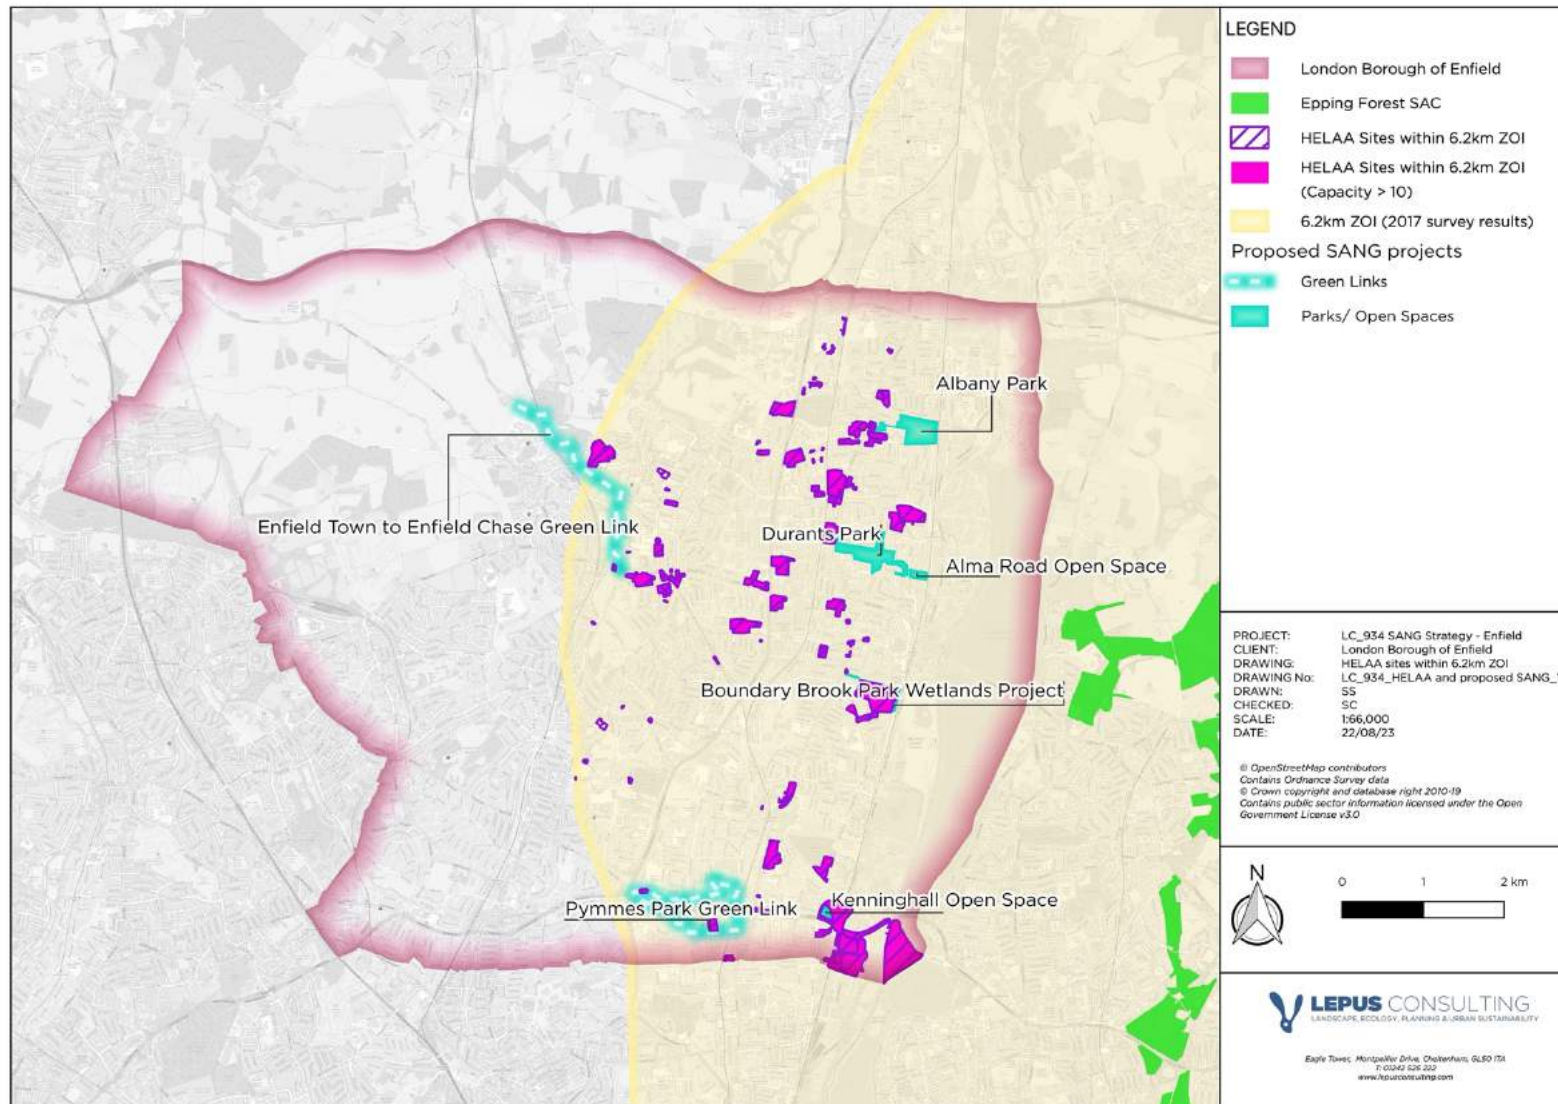 Albany Park
Enfield Town to Enfield Chase Green Link
Durants Park
Alma Road Open Space
Boundary Brook Park Wetlands Project
Kenninghall Open Space
Pymmes Park Green Link
LEGEND
London Borough of Enfield
Epping Forest SAC
HELAA Sites within 6.2km ZOI
HELAA Sites within 6.2km ZOI
(Capacity > 10)
6.2km ZOI (2017 survey results)
Proposed SANG projects
Green Links
Parks/ Open Spaces
PROJECT: LC_934 SANG Strategy - Enfield
CLIENT: London Borough of Enfield
DRAWING: HELAA sites within 6.2km ZOI
DRAWING No: LC_934_HELAA and proposed SANG_
DRAWN: SS
CHECKED: SC
SCALE: 1:66,000
DATE: 22/08/23
© OpenStreetMap contributors
Contains Ordnance Survey data
© Crown copyright and database right 2010-19
Contains public sector information licensed under the Open
Government License v3.0
N
0 1 2 km
LEPUS CONSULTING
LANDSCAPE, ECOLOGY, PLANNING & URBAN SUSTAINABILITY
Eagle Tower, Montpellier Drive, Cheltenham, GL50 1TA
T: 01242 525 222
www.lepusconsulting.com